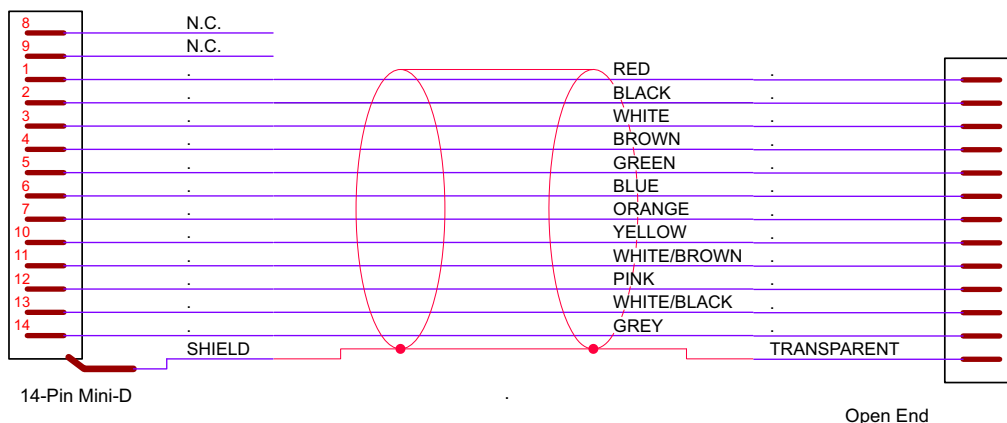 8 N.C.
9 N.C.
1 . RED .
2 . BLACK .
3 . WHITE .
4 . BROWN .
5 . GREEN .
6 . BLUE .
7 . ORANGE .
10 . YELLOW .
11 . WHITE/BROWN .
12 . PINK .
13 . WHITE/BLACK .
14 . GREY .
SHIELD TRANSPARENT
14-Pin Mini-D .
Open End